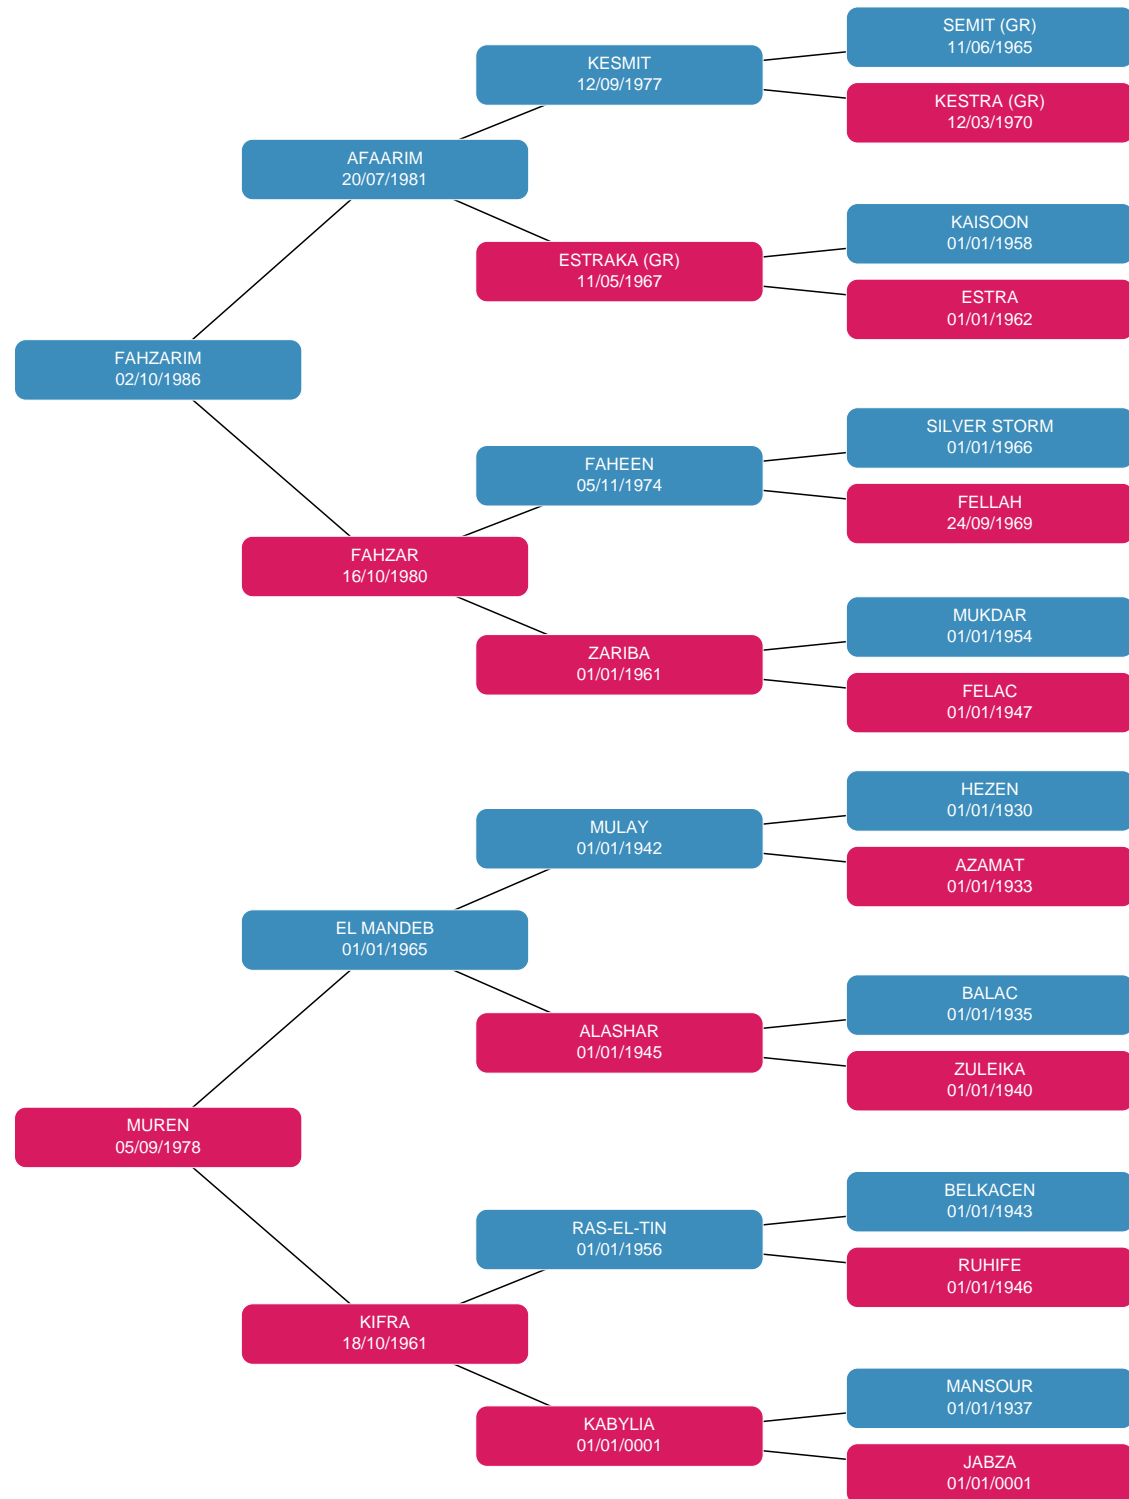 SEMIT (GR)
11/06/1965
KESMIT
12/09/1977
KESTRA (GR)
12/03/1970
AFAARIM
20/07/1981
KAISOON
01/01/1958
ESTRAKA (GR)
11/05/1967
ESTRA
01/01/1962
FAHZARIM
02/10/1986
SILVER STORM
01/01/1966
FAHEEN
05/11/1974
FELLAH
24/09/1969
FAHZAR
16/10/1980
MUKDAR
01/01/1954
ZARIBA
01/01/1961
FELAC
01/01/1947
HEZEN
01/01/1930
MULAY
01/01/1942
AZAMAT
01/01/1933
EL MANDEB
01/01/1965
BALAC
01/01/1935
ALASHAR
01/01/1945
ZULEIKA
01/01/1940
MUREN
05/09/1978
BELKACEN
01/01/1943
RAS-EL-TIN
01/01/1956
RUHIFE
01/01/1946
KIFRA
18/10/1961
MANSOUR
01/01/1937
KABYLIA
01/01/0001
JABZA
01/01/0001